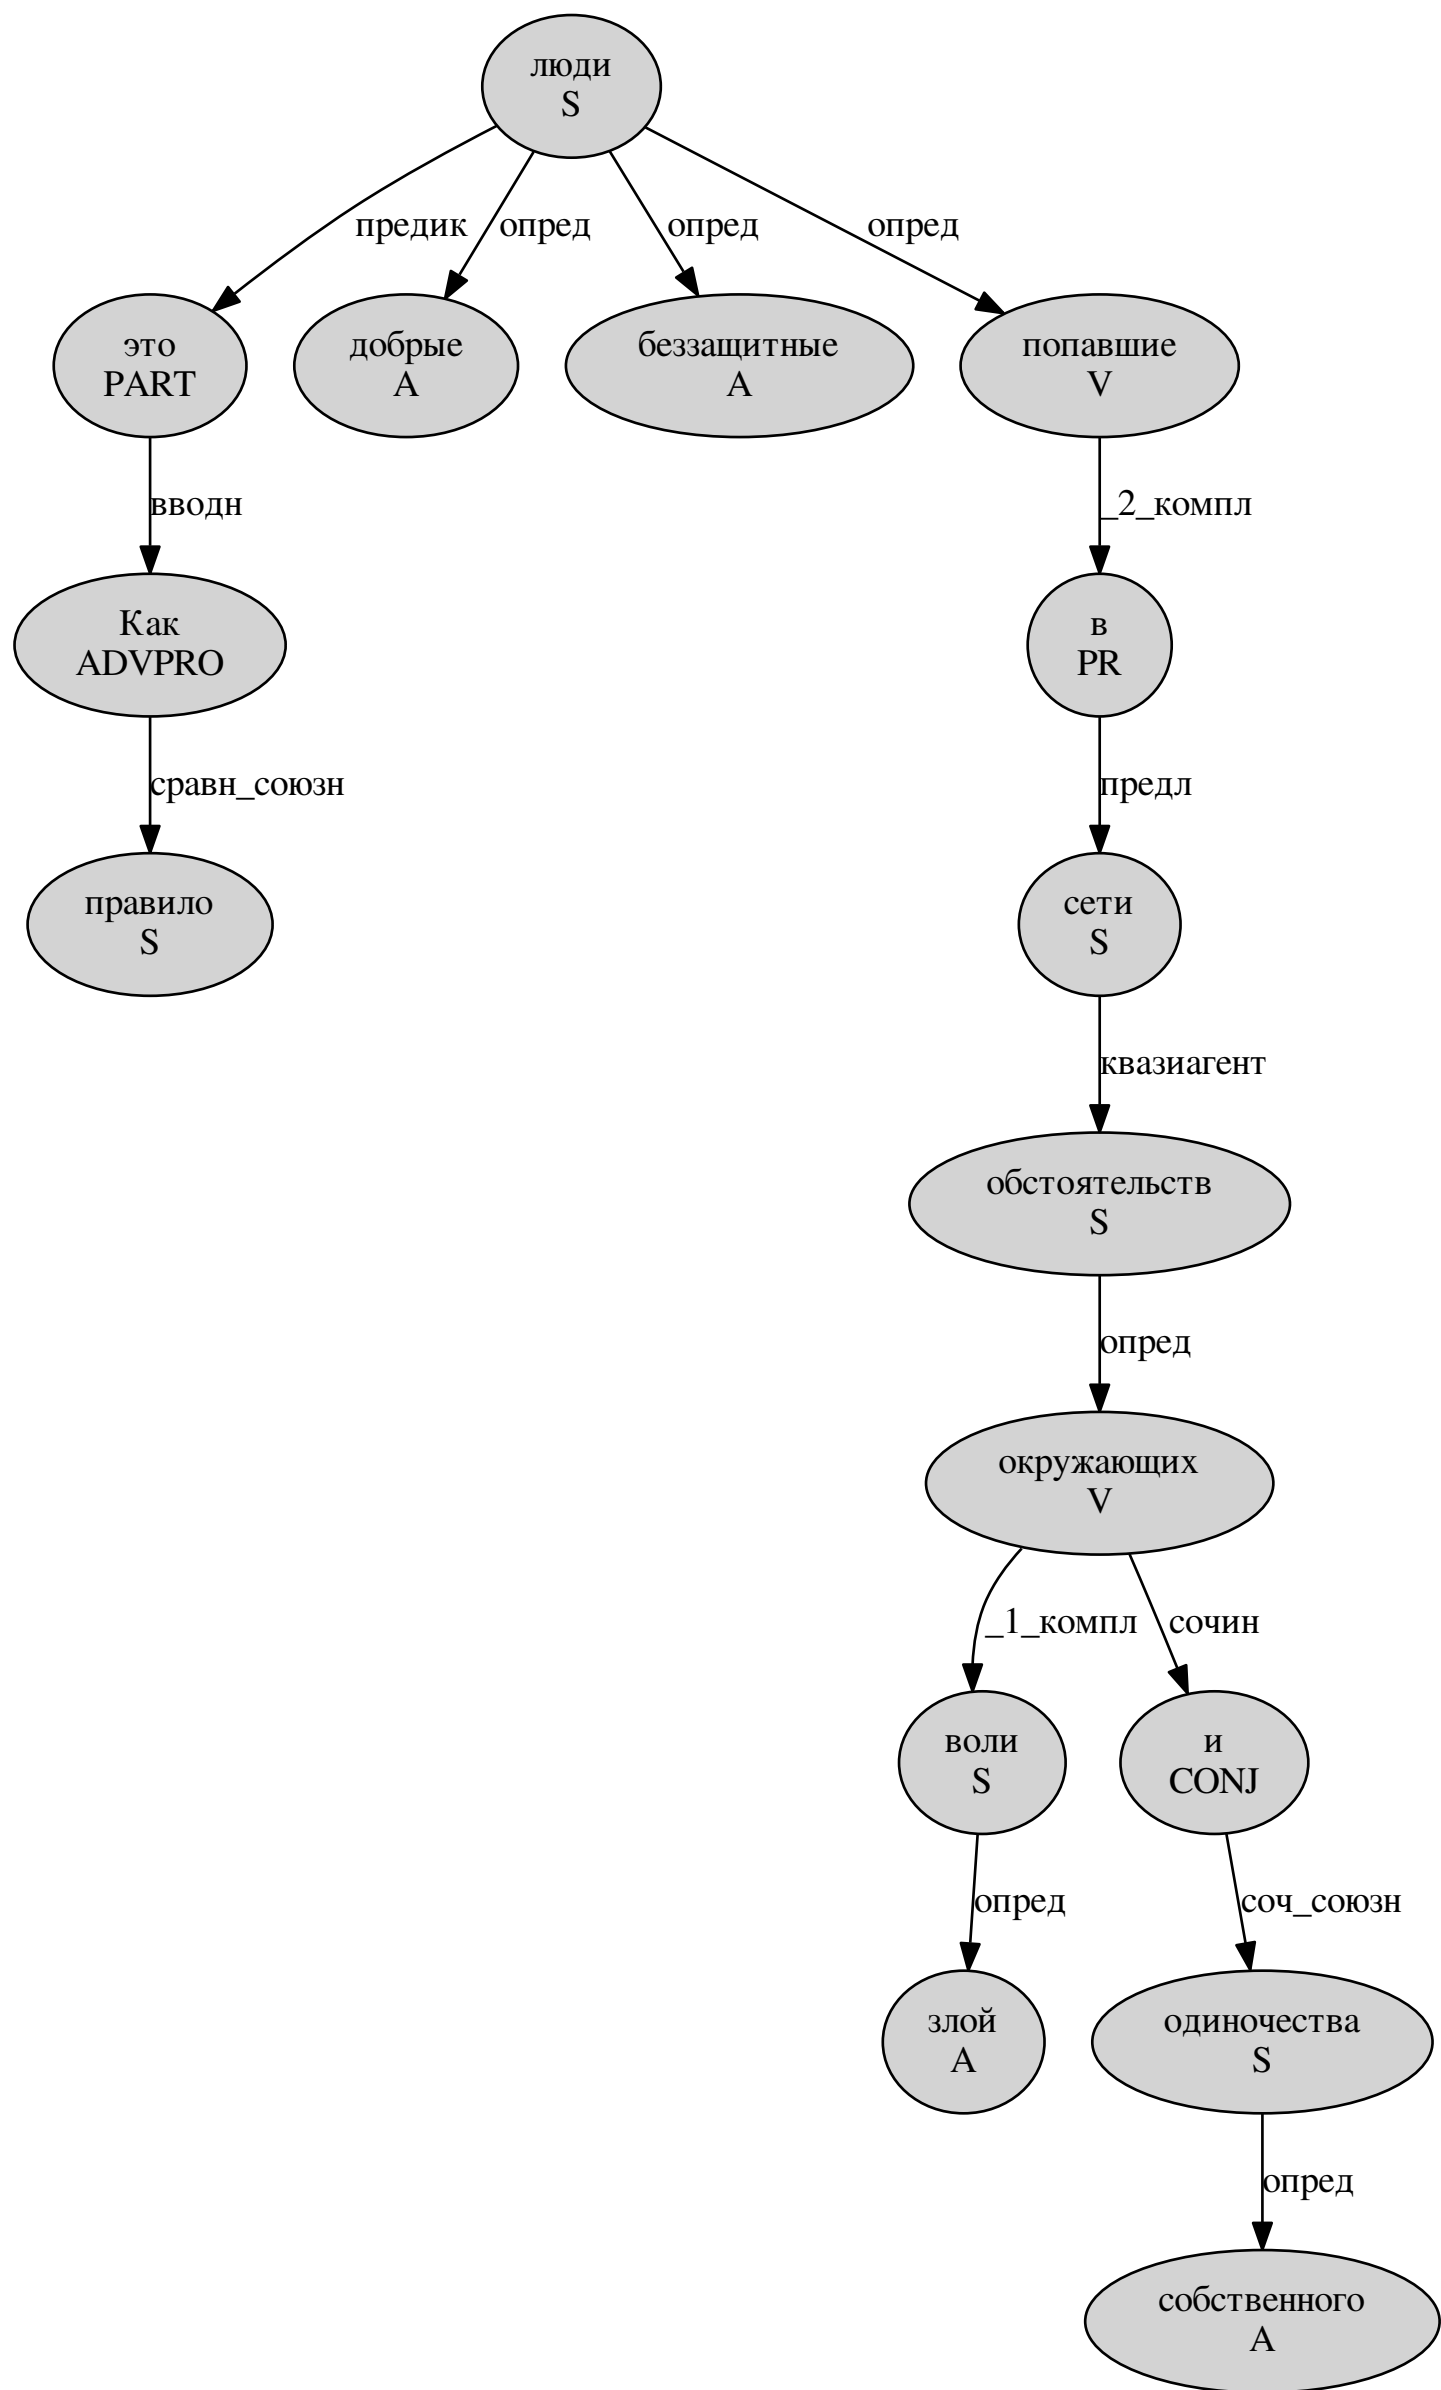 люди
S
предик
опред
опред
опред
это
PART
добрые
A
беззащитные
A
попавшие
V
вводн
_2_компл
Как
ADVPRO
в
PR
сравн_союзн
предл
правило
S
сети
S
квазиагент
обстоятельств
S
опред
окружающих
V
_1_компл
сочин
воли
S
и
CONJ
опред
соч_союзн
злой
A
одиночества
S
опред
собственного
A